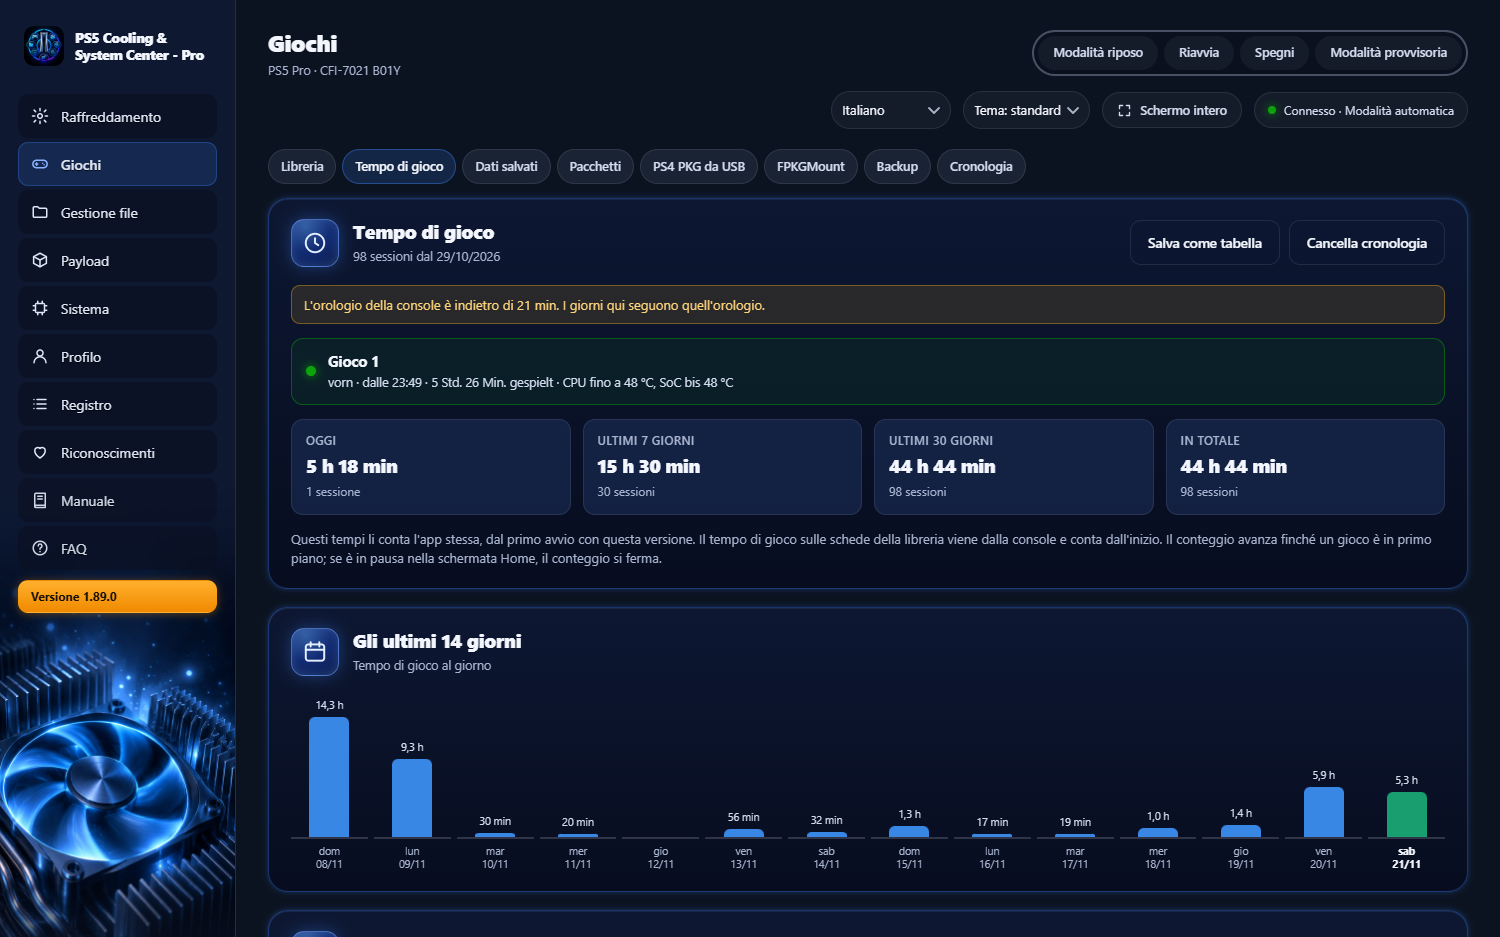 PS5 Cooling &
System Center - Pro
Raffreddamento
Giochi
Gestione file
Payload
Sistema
Profilo
Registro
Riconoscimenti
Manuale
FAQ
Versione 1.89.0
Giochi
PS5 Pro · CFI-7021 B01Y
Modalità riposo
Riavvia
Spegni
Modalità provvisoria
Italiano
Tema: standard
Schermo intero
Connesso · Modalità automatica
Libreria
Tempo di gioco
Dati salvati
Pacchetti
PS4 PKG da USB
FPKGMount
Backup
Cronologia
Tempo di gioco
98 sessioni dal 29/10/2026
Salva come tabella
Cancella cronologia
L'orologio della console è indietro di 21 min. I giorni qui seguono quell'orologio.
Gioco 1
vorn · dalle 23:49 · 5 Std. 26 Min. gespielt · CPU fino a 48 °C, SoC bis 48 °C
OGGI
5 h 18 min
1 sessione
ULTIMI 7 GIORNI
15 h 30 min
30 sessioni
ULTIMI 30 GIORNI
44 h 44 min
98 sessioni
IN TOTALE
44 h 44 min
98 sessioni
Questi tempi li conta l'app stessa, dal primo avvio con questa versione. Il tempo di gioco sulle schede della libreria viene dalla console e conta dall'inizio. Il conteggio avanza finché un gioco è in primo
piano; se è in pausa nella schermata Home, il conteggio si ferma.
Gli ultimi 14 giorni
Tempo di gioco al giorno
14,3 h
9,3 h
30 min
20 min
56 min
32 min
1,3 h
17 min
19 min
1,0 h
1,4 h
5,9 h
5,3 h
dom
08/11
lun
09/11
mar
10/11
mer
11/11
gio
12/11
ven
13/11
sab
14/11
dom
15/11
lun
16/11
mar
17/11
mer
18/11
gio
19/11
ven
20/11
sab
21/11